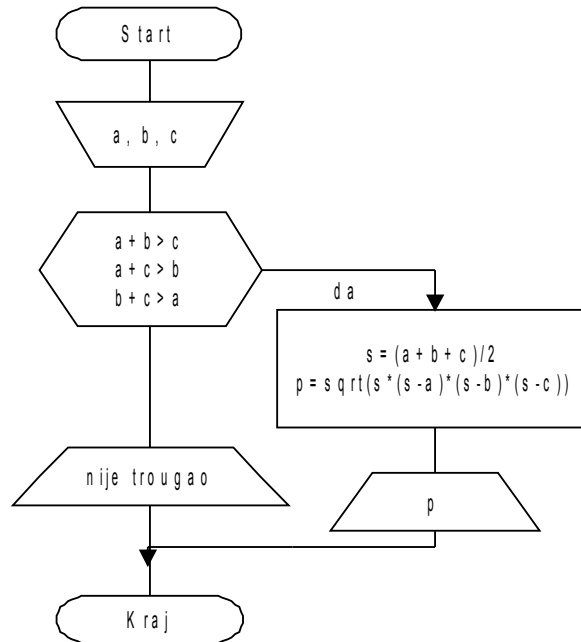 Start
a, b, c
a+b>c
a+c>b
b+c>a
da
s=(a+b+c)/2
p=sqrt(s*(s-a)*(s-b)*(s-c))
nije trougao
p
Kraj